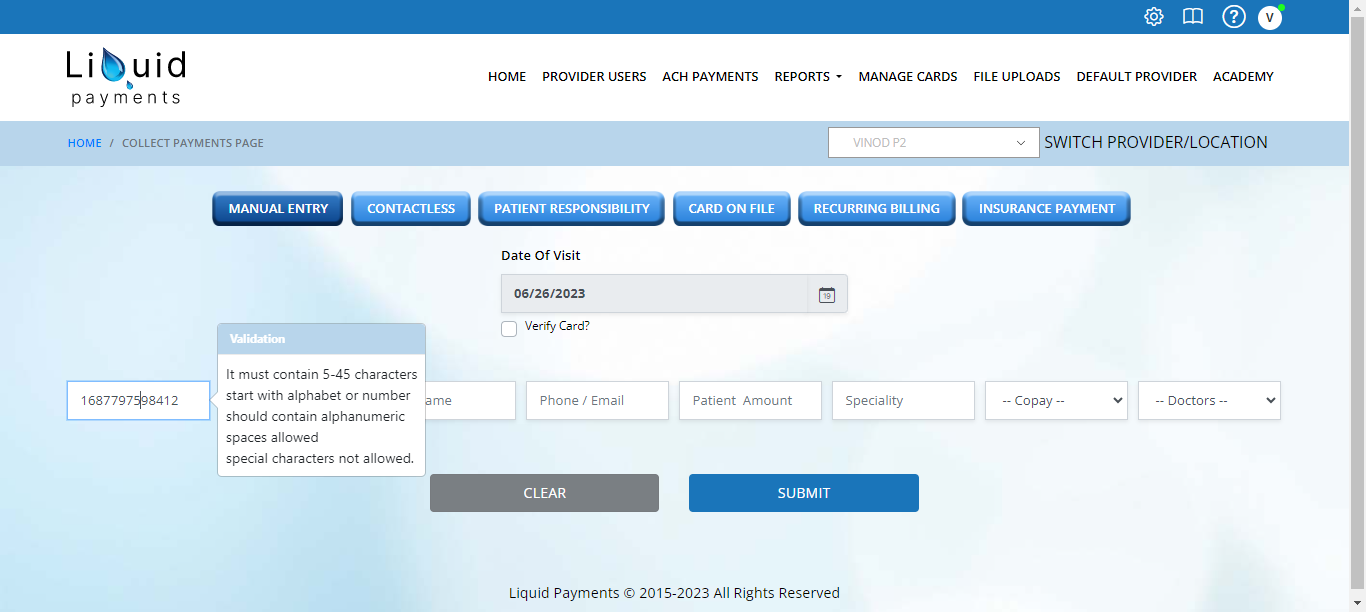 V
Liquid
payments
HOME PROVIDER USERS ACH PAYMENTS REPORTS MANAGE CARDS FILE UPLOADS DEFAULT PROVIDER ACADEMY
HOME / COLLECT PAYMENTS PAGE
VINOD P2
SWITCH PROVIDER/LOCATION
MANUAL ENTRY
CONTACTLESS
PATIENT RESPONSIBILITY
CARD ON FILE
RECURRING BILLING
INSURANCE PAYMENT
Date Of Visit
06/26/2023
19
Verify Card?
Validation
It must contain 5-45 characters
start with alphabet or number
should contain alphanumeric
spaces allowed
special characters not allowed.
1687797598412
ame
Phone / Email
Patient Amount
Speciality
-- Copay --
-- Doctors --
CLEAR
SUBMIT
Liquid Payments © 2015-2023 All Rights Reserved